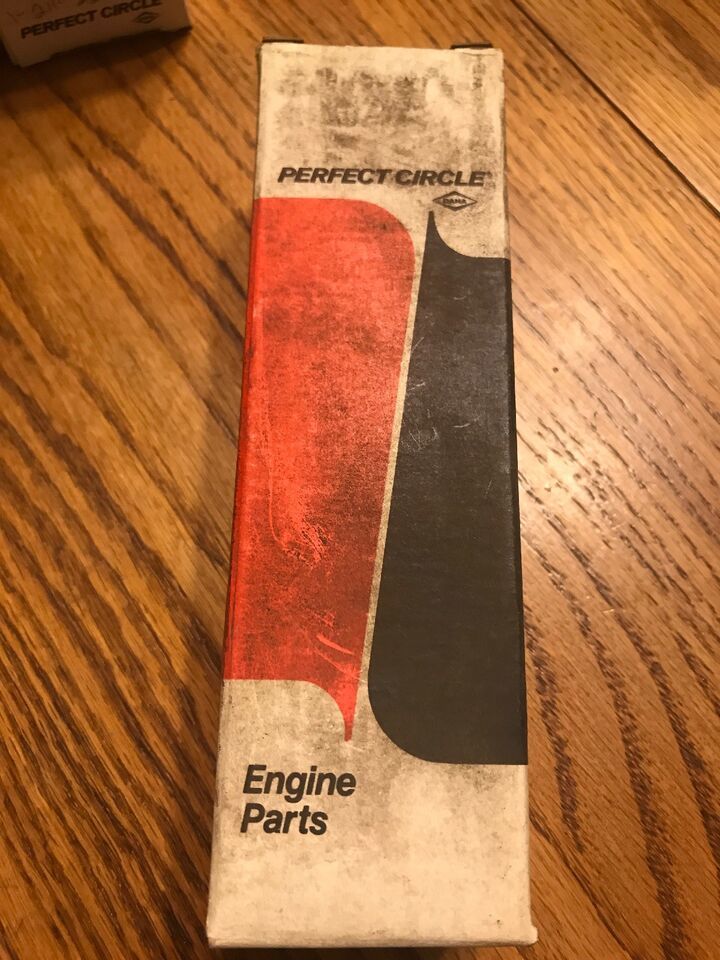 PERFECT CIRCLE
PERFECT CIRCLE®
DANA
Engine
Parts